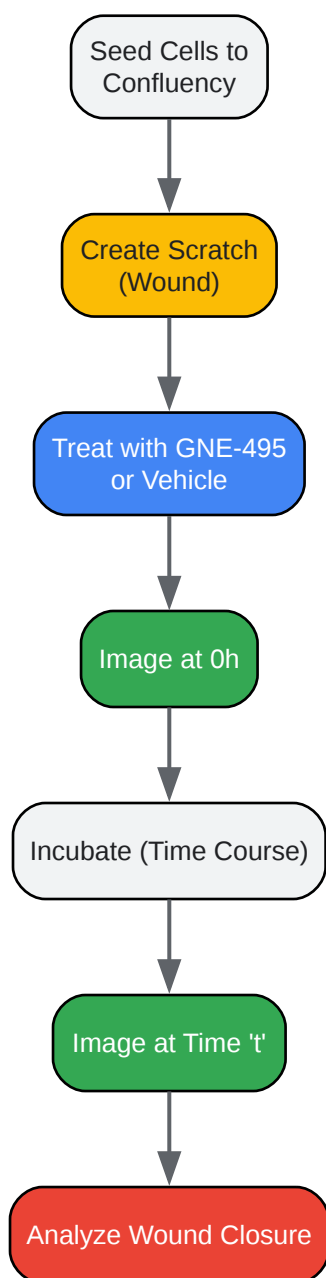 Seed Cells to
Confluency
Create Scratch
(Wound)
Treat with GNE-495
or Vehicle
Image at 0h
Incubate (Time Course)
Image at Time 't'
Analyze Wound Closure